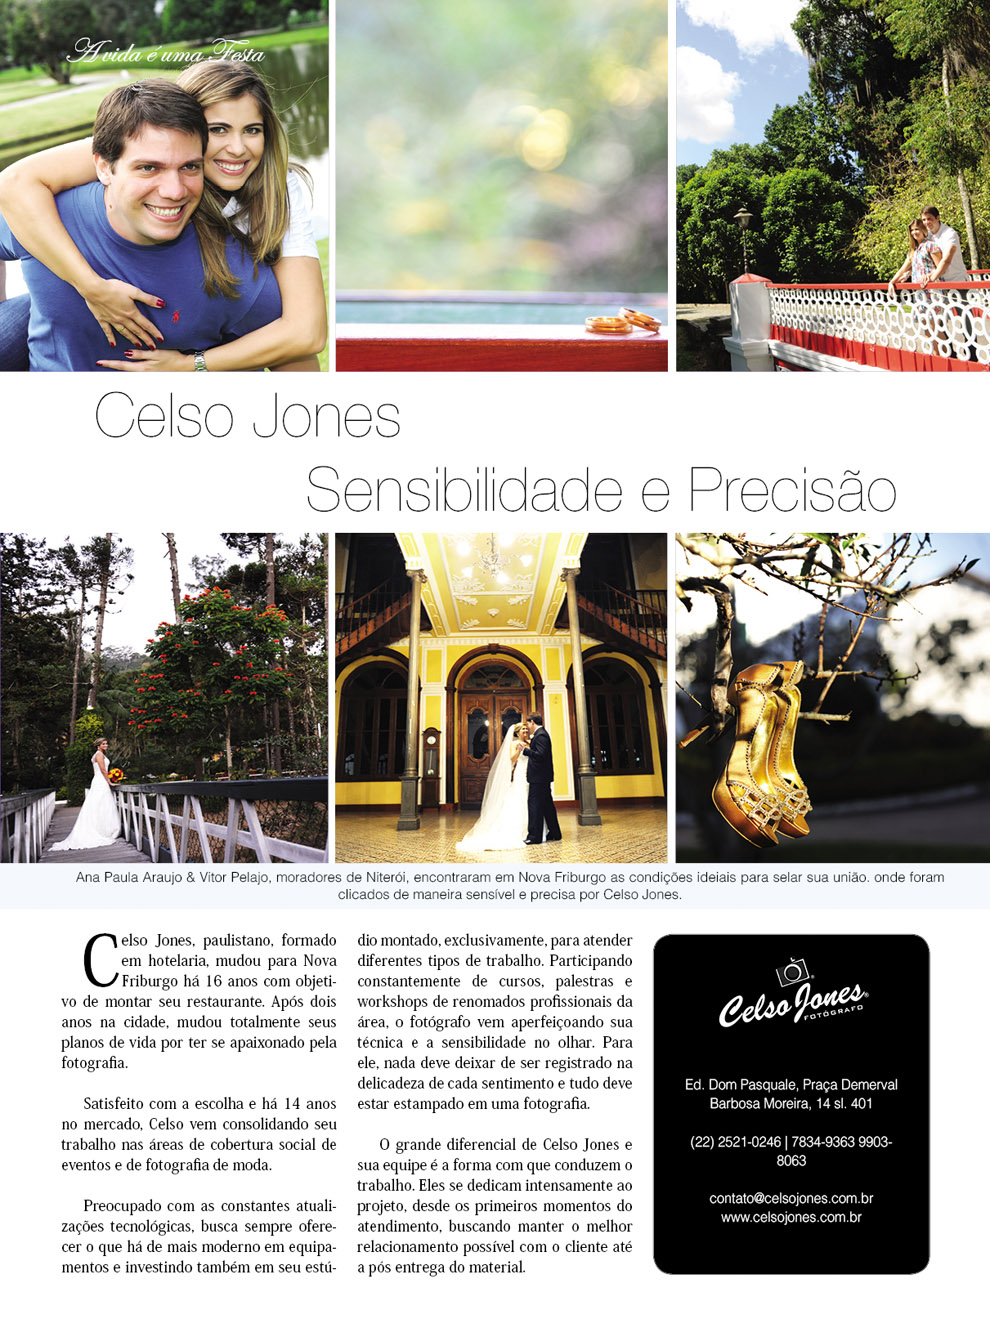 A vida é uma Festa
Celso Jones
Sensibilidade e Precisão
Ana Paula Araujo & Vitor Pelajo, moradores de Niterói, encontraram em Nova Friburgo as condições ideiais para selar sua união. onde foram
clicados de maneira sensível e precisa por Celso Jones.
Celso Jones, paulistano, formado
em hotelaria, mudou para Nova
Friburgo há 16 anos com objeti-
vo de montar seu restaurante. Após dois
anos na cidade, mudou totalmente seus
planos de vida por ter se apaixonado pela
fotografia.
Satisfeito com a escolha e há 14 anos
no mercado, Celso vem consolidando seu
trabalho nas áreas de cobertura social de
eventos e de fotografia de moda.
Preocupado com as constantes atuali-
zações tecnológicas, busca sempre ofere-
cer o que há de mais moderno em equipa-
mentos e investindo também em seu estú-
dio montado, exclusivamente, para atender
diferentes tipos de trabalho. Participando
constantemente de cursos, palestras e
workshops de renomados profissionais da
área, o fotógrafo vem aperfeiçoando sua
técnica e a sensibilidade no olhar. Para
ele, nada deve deixar de ser registrado na
delicadeza de cada sentimento e tudo deve
estar estampado em uma fotografia.
O grande diferencial de Celso Jones e
sua equipe é a forma com que conduzem o
trabalho. Eles se dedicam intensamente ao
projeto, desde os primeiros momentos do
atendimento, buscando manter o melhor
relacionamento possível com o cliente até
a pós entrega do material.
Celso Jones®
FOTÓGRAFO
Ed. Dom Pasquale, Praça Demerval
Barbosa Moreira, 14 sl. 401
(22) 2521-0246 | 7834-9363 9903-
8063
contato@celsojones.com.br
www.celsojones.com.br